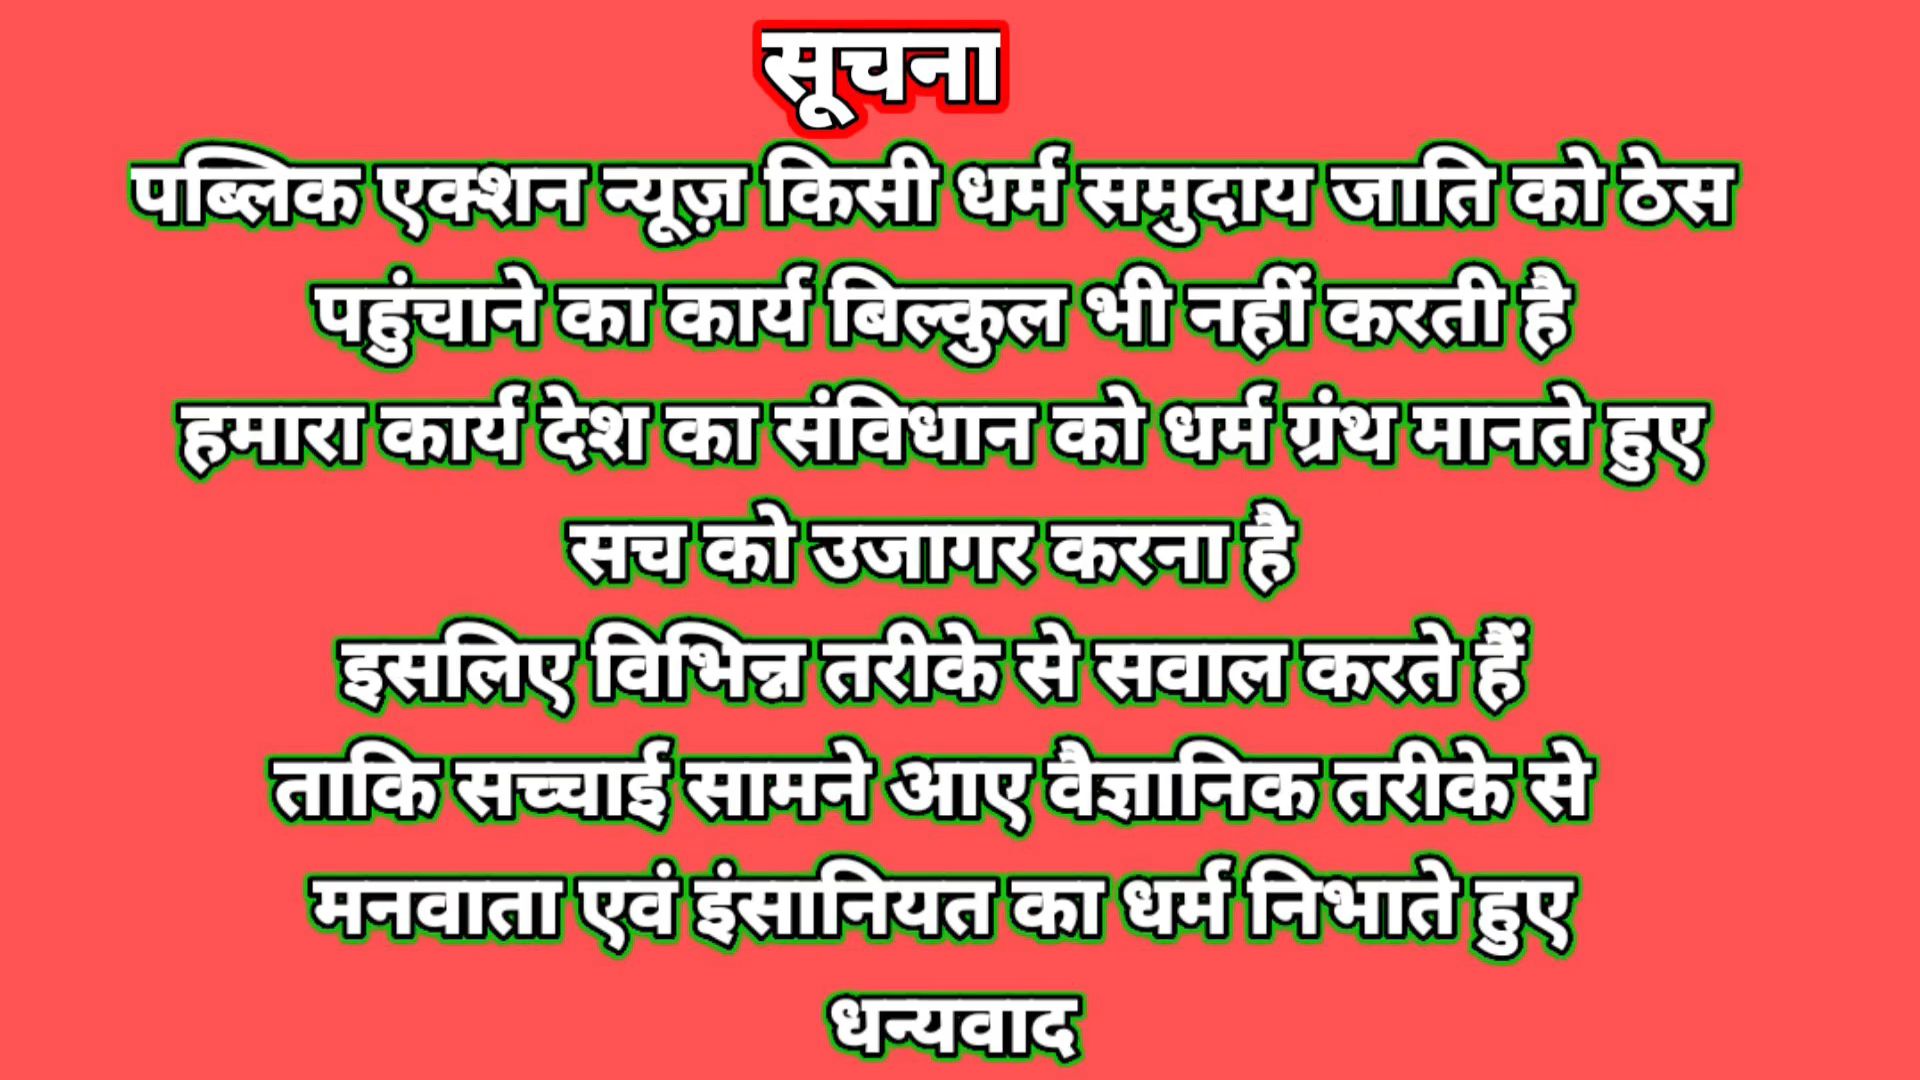 सूचना
पब्लिक एक्शन न्यूज़ किसी धर्म समुदाय जाति को ठेस
पहुंचाने का कार्य बिल्कुल भी नहीं करती है
हमारा कार्य देश का संविधान को धर्म ग्रंथ मानते हुए
सच को उजागर करना है
इसलिए विभिन्न तरीके से सवाल करते हैं
ताकि सच्चाई सामने आए वैज्ञानिक तरीके से
मनवाता एवं इंसानियत का धर्म निभाते हुए
धन्यवाद